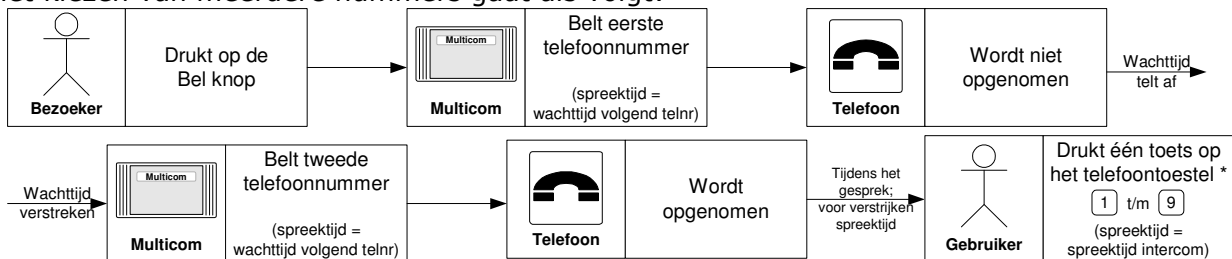 Het kiezen van meerdere nummers gaat als volgt:
Bezoeker
Drukt op de
Bel knop
Multicom
Multicom
Belt eerste
telefoonnummer
(spreektijd =
wachttijd volgend telnr)
Telefoon
Wordt niet
opgenomen
Wachttijd
telt af
Wachttijd
verstreken
Multicom
Multicom
Belt tweede
telefoonnummer
(spreektijd =
wachttijd volgend telnr)
Telefoon
Wordt
opgenomen
Tijdens het
gesprek;
voor verstrijken
spreektijd
Gebruiker
Drukt één toets op
het telefoontoestel *
1 t/m 9
(spreektijd =
spreektijd intercom)